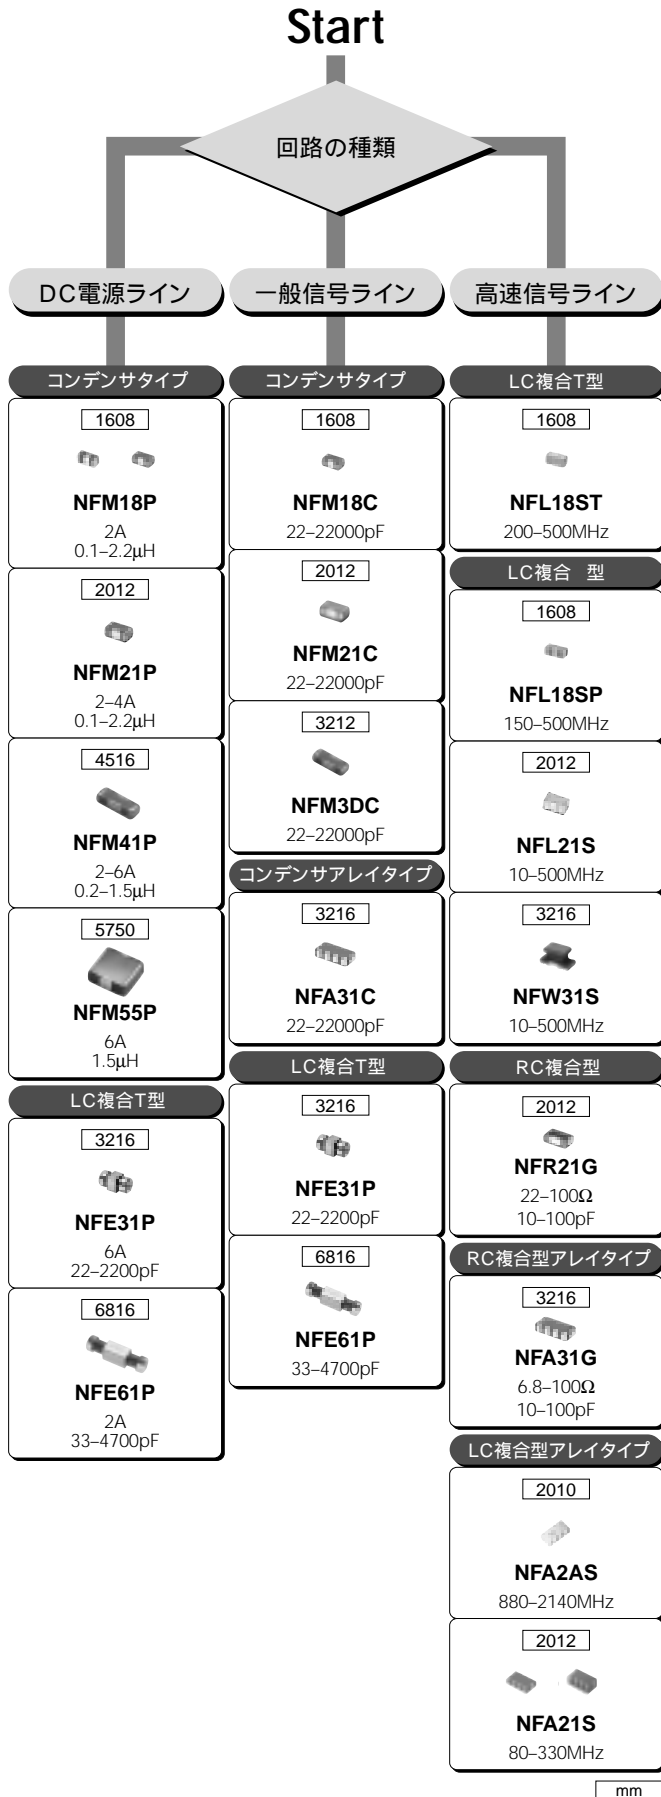 Start
回路の種類
DC電源ライン
コンデンサタイプ
1608
NFM18P
2A
0.1–2.2μH
2012
NFM21P
2–4A
0.1–2.2μH
4516
NFM41P
2–6A
0.2–1.5μH
5750
NFM55P
6A
1.5μH
LC複合T型
3216
NFE31P
6A
22–2200pF
6816
NFE61P
2A
33–4700pF
一般信号ライン
コンデンサタイプ
1608
NFM18C
22–22000pF
2012
NFM21C
22–22000pF
3212
NFM3DC
22–22000pF
コンデンサアレイタイプ
3216
NFA31C
22–22000pF
LC複合T型
3216
NFE31P
22–2200pF
6816
NFE61P
33–4700pF
高速信号ライン
LC複合T型
1608
NFL18ST
200–500MHz
LC複合 型
1608
NFL18SP
150–500MHz
2012
NFL21S
10–500MHz
3216
NFW31S
10–500MHz
RC複合型
2012
NFR21G
22–100Ω
10–100pF
RC複合型アレイタイプ
3216
NFA31G
6.8–100Ω
10–100pF
LC複合型アレイタイプ
2010
NFA2AS
880–2140MHz
2012
NFA21S
80–330MHz
mm